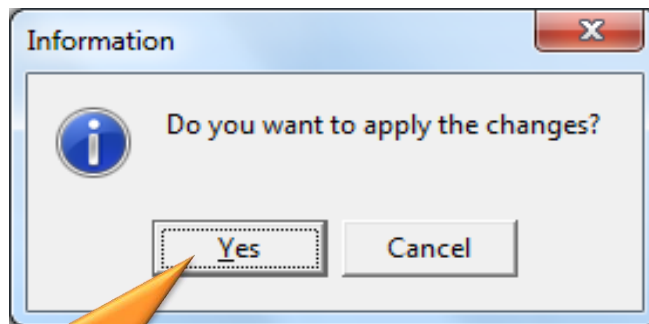 Information
Do you want to apply the changes?
Yes
Cancel